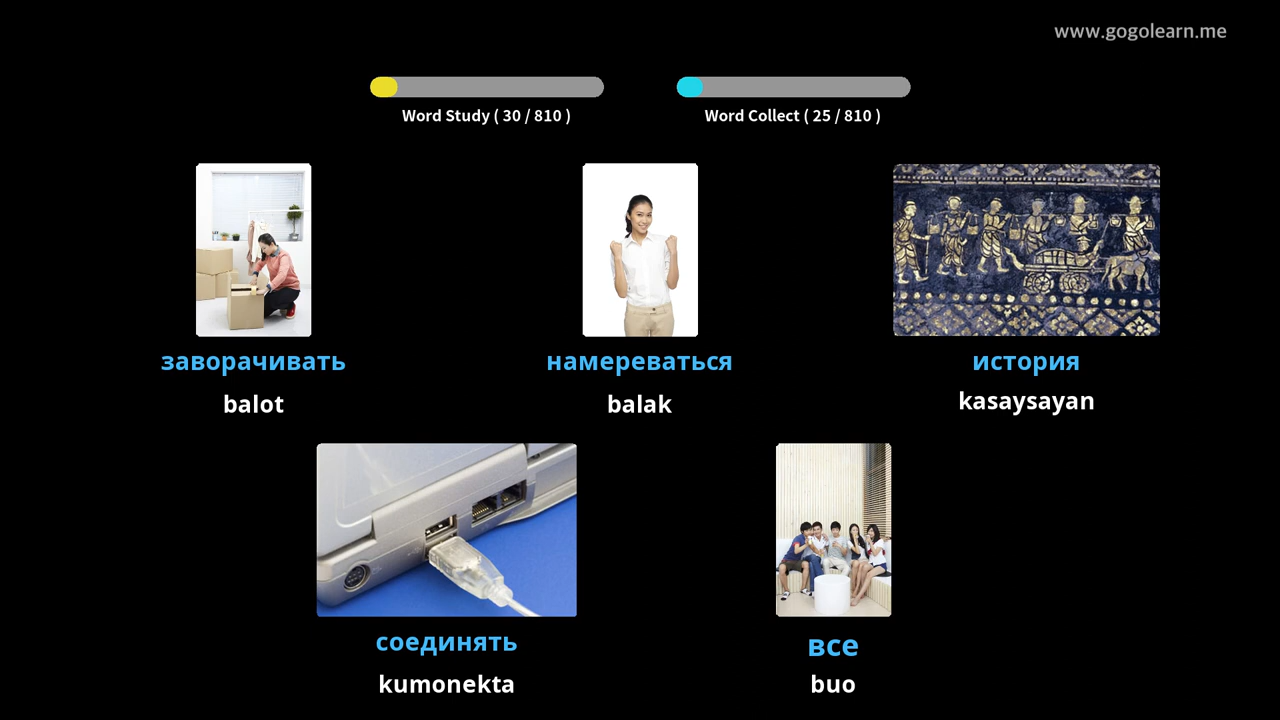 www.gogolearn.me
Word Study ( 30 / 810 )
Word Collect ( 25 / 810 )
заворачивать
balot
намереваться
balak
история
kasaysayan
соединять
kumonekta
все
buo